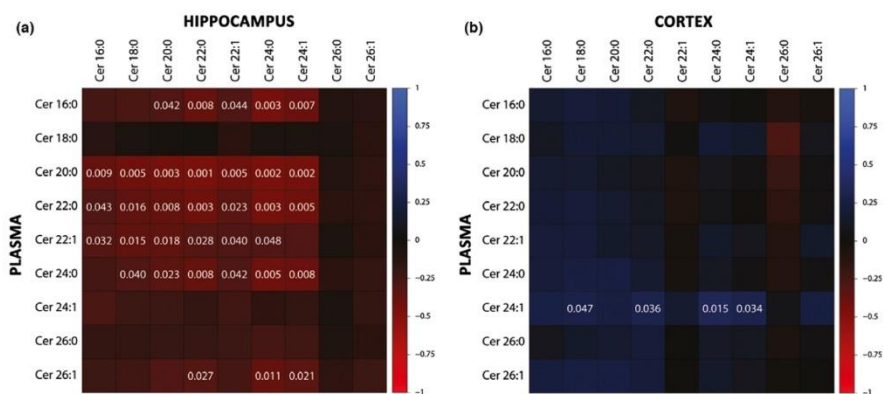 (a) HIPPOCAMPUS
Cer 16:0 Cer 18:0 Cer 20:0 Cer 22:0 Cer 22:1 Cer 24:0 Cer 24:1 Cer 26:0 Cer 26:1
PLASMA
Cer 16:0 0.042 0.008 0.044 0.003 0.007
Cer 18:0
Cer 20:0 0.009 0.005 0.003 0.001 0.005 0.002 0.002
Cer 22:0 0.043 0.016 0.008 0.003 0.023 0.003 0.005
Cer 22:1 0.032 0.015 0.018 0.028 0.040 0.048
Cer 24:0 0.040 0.023 0.008 0.042 0.005 0.008
Cer 24:1
Cer 26:0
Cer 26:1 0.027 0.011 0.021
1
0.75
0.5
0.25
0
−0.25
−0.5
−0.75
−1
(b) CORTEX
Cer 16:0 Cer 18:0 Cer 20:0 Cer 22:0 Cer 22:1 Cer 24:0 Cer 24:1 Cer 26:0 Cer 26:1
PLASMA
Cer 16:0
Cer 18:0
Cer 20:0
Cer 22:0
Cer 22:1
Cer 24:0
Cer 24:1 0.047 0.036 0.015 0.034
Cer 26:0
Cer 26:1
1
0.75
0.5
0.25
0
−0.25
−0.5
−0.75
−1